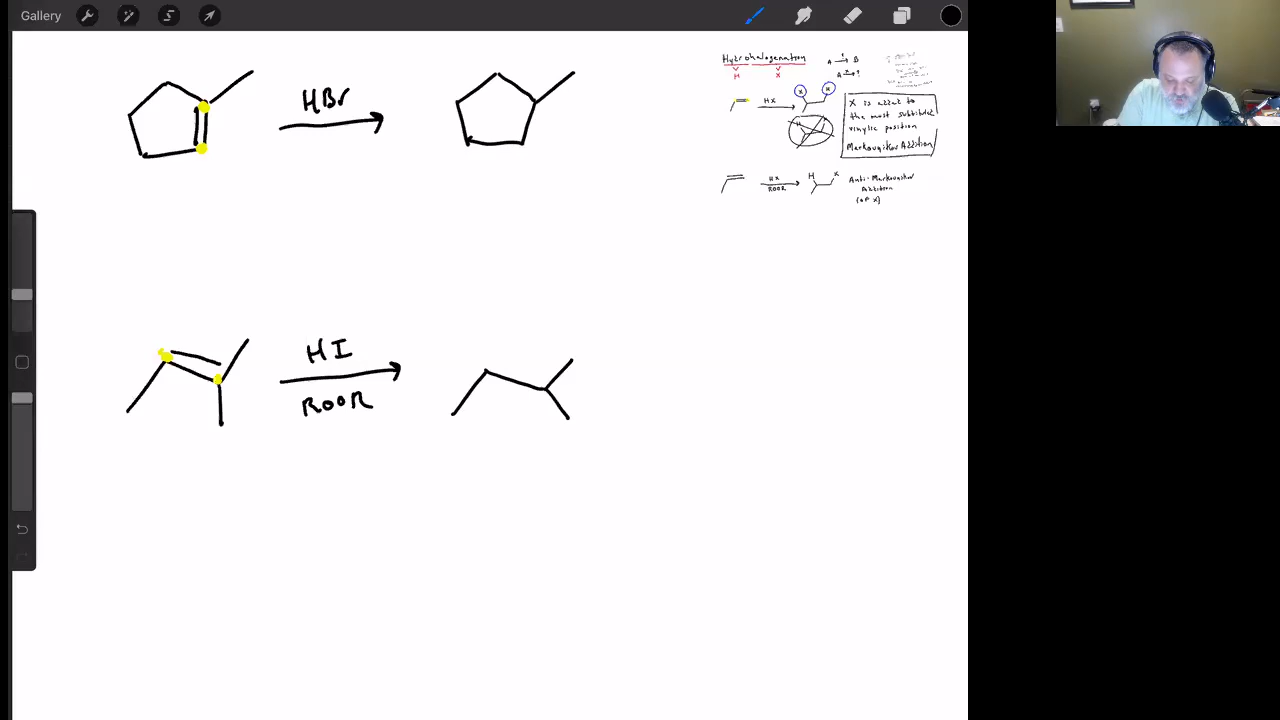 Gallery
HBr
Hydrohalogenation
H X
A → B
A → ?
X H
HX
X is added to
the most substituted
vinylic position
Markovnikov Addition
HX
ROOR
H X
Anti-Markovnikov
Addition
(of X)
HI
ROOR